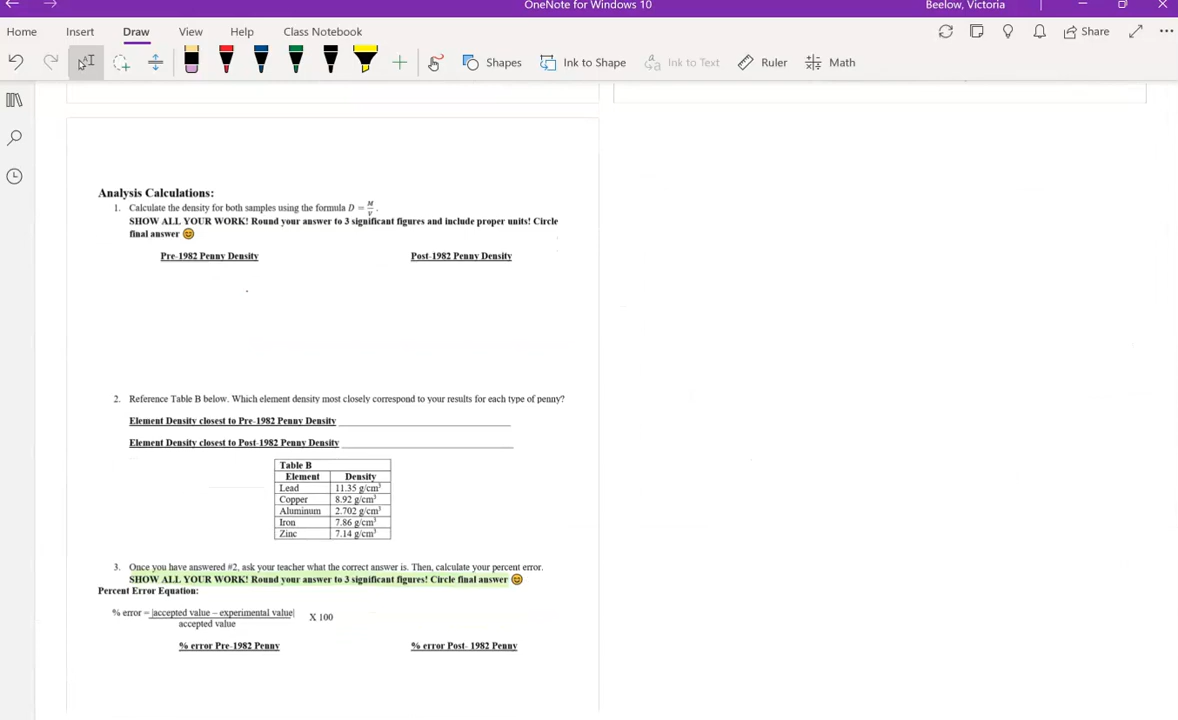 OneNote for Windows 10
Beelow, Victoria
Home Insert Draw View Help Class Notebook
Share
Shapes Ink to Shape Ink to Text Ruler Math
Analysis Calculations:
1. Calculate the density for both samples using the formula D = M/V.
SHOW ALL YOUR WORK! Round your answer to 3 significant figures and include proper units! Circle
final answer 😊
Pre-1982 Penny Density Post-1982 Penny Density
2. Reference Table B below. Which element density most closely correspond to your results for each type of penny?
Element Density closest to Pre-1982 Penny Density
Element Density closest to Post-1982 Penny Density
Table B
Element Density
Lead 11.35 g/cm³
Copper 8.92 g/cm³
Aluminum 2.702 g/cm³
Iron 7.86 g/cm³
Zinc 7.14 g/cm³
3. Once you have answered #2, ask your teacher what the correct answer is. Then, calculate your percent error.
SHOW ALL YOUR WORK! Round your answer to 3 significant figures! Circle final answer 😊
Percent Error Equation:
% error = |accepted value – experimental value| X 100
accepted value
% error Pre-1982 Penny % error Post- 1982 Penny